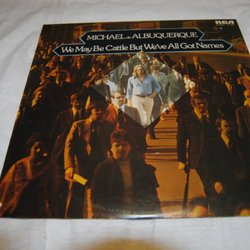 MICHAEL de ALBUQUERQUE
We May Be Cattle But We've All Got Names
RCA